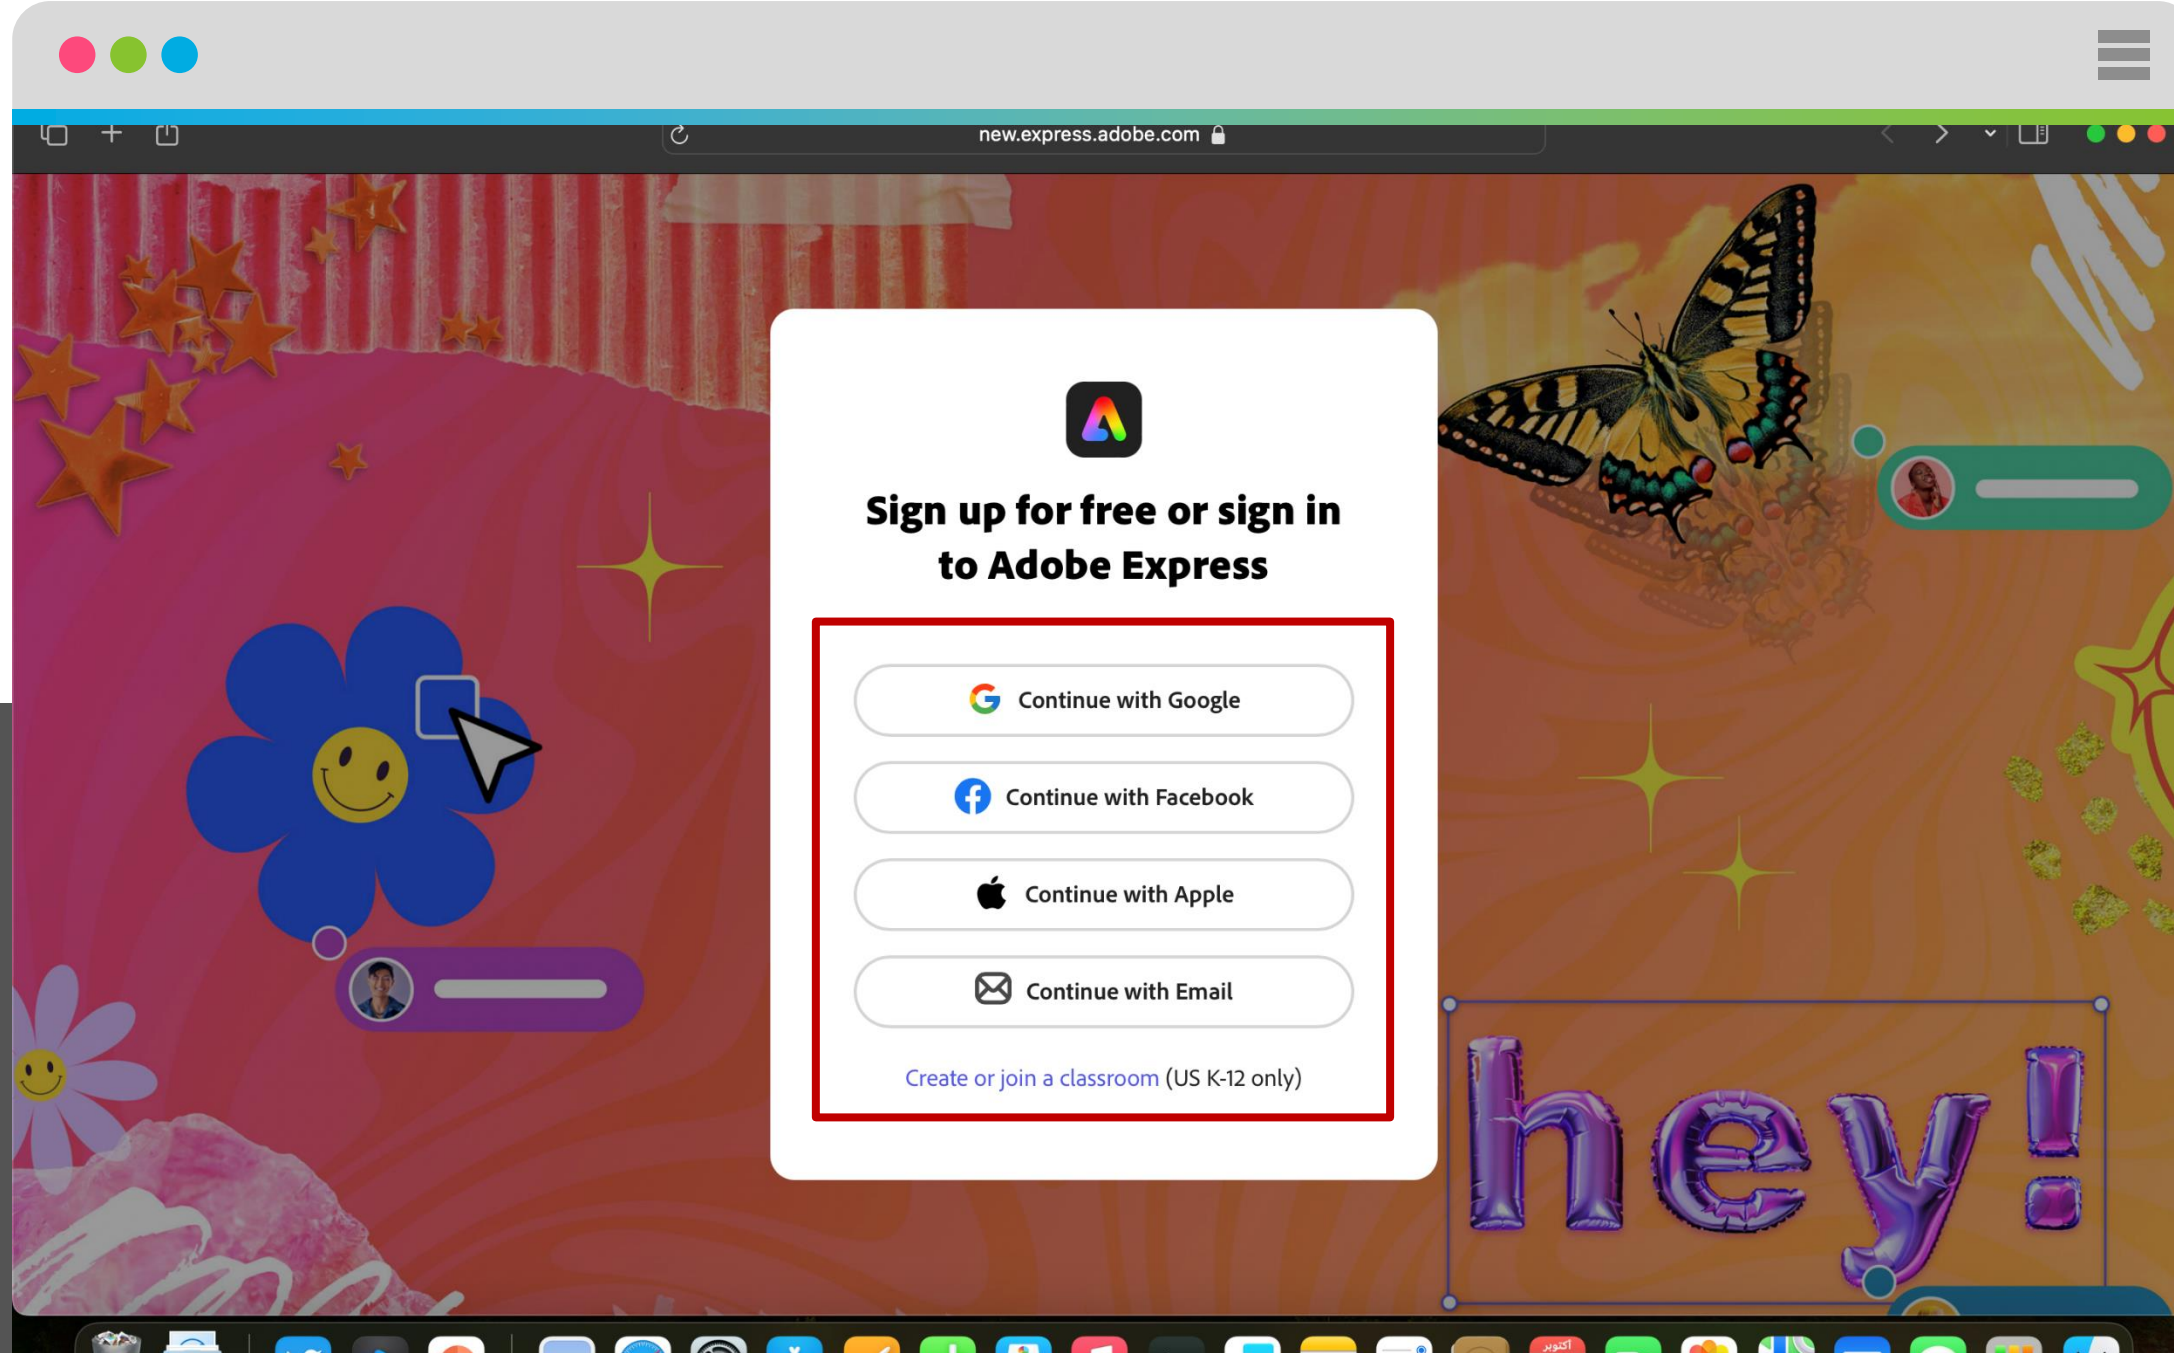 new.express.adobe.com
Sign up for free or sign in
to Adobe Express
Continue with Google
Continue with Facebook
Continue with Apple
Continue with Email
Create or join a classroom (US K-12 only)
hey!
أكتوبر